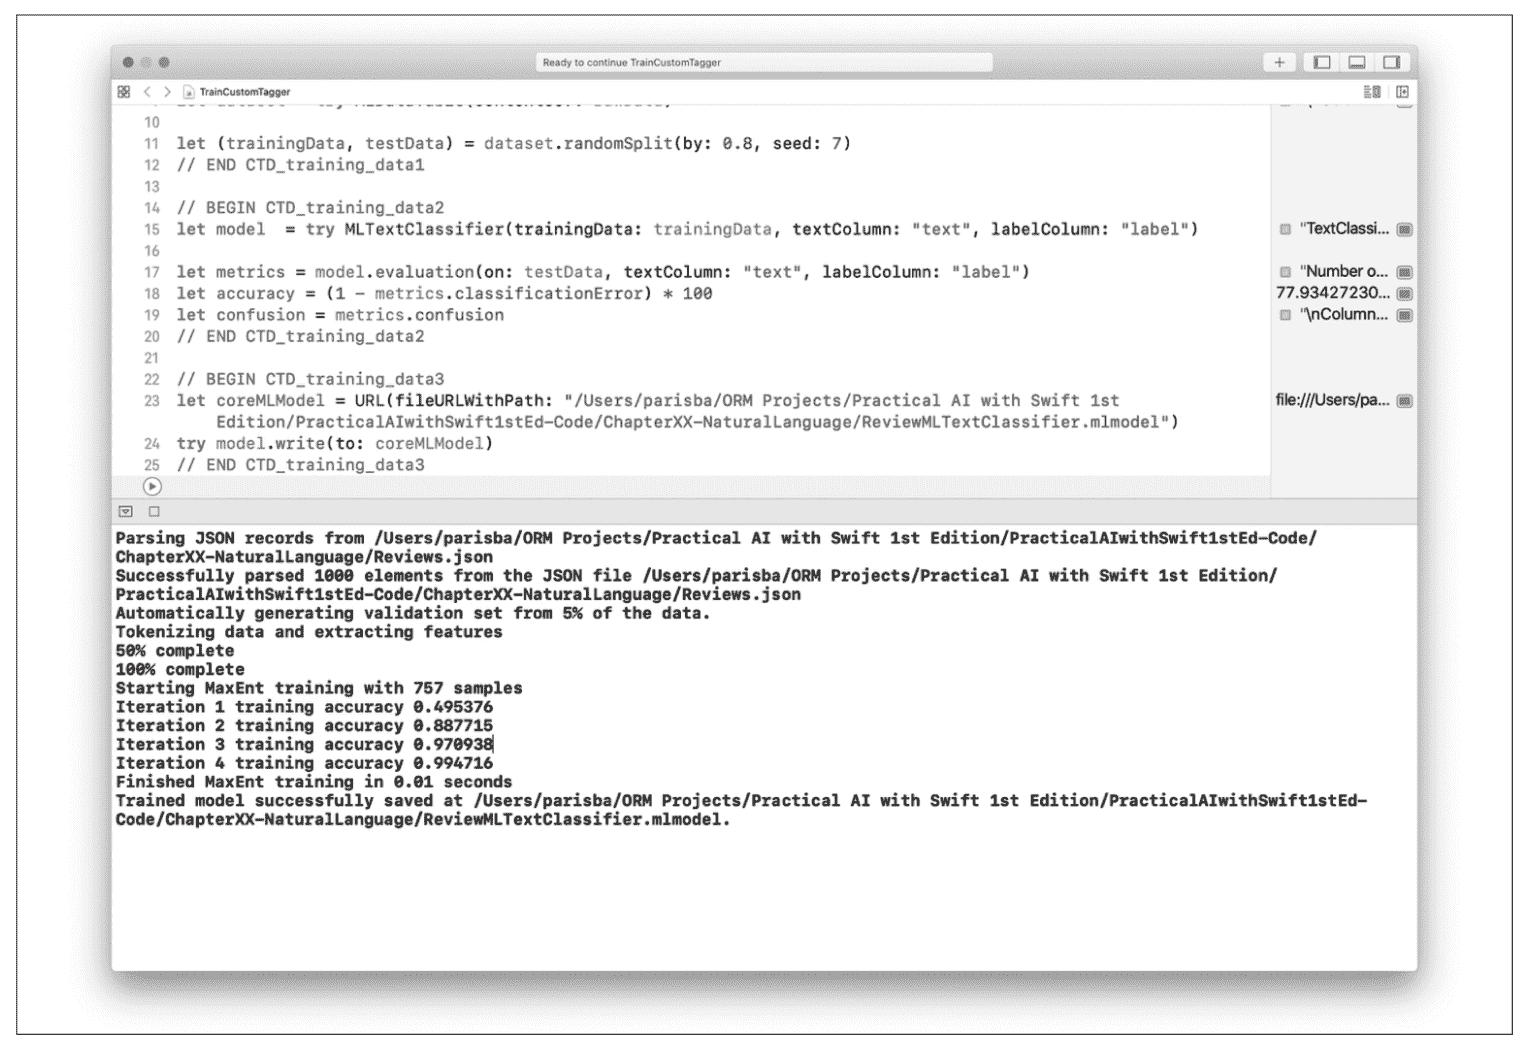 Ready to continue TrainCustomTagger
TrainCustomTagger
10
11 let (trainingData, testData) = dataset.randomSplit(by: 0.8, seed: 7)
12 // END CTD_training_data1
13
14 // BEGIN CTD_training_data2
15 let model  = try MLTextClassifier(trainingData: trainingData, textColumn: "text", labelColumn: "label")
"TextClassi...
16
17 let metrics = model.evaluation(on: testData, textColumn: "text", labelColumn: "label")
"Number o...
18 let accuracy = (1 - metrics.classificationError) * 100
77.93427230...
19 let confusion = metrics.confusion
"\nColumn...
20 // END CTD_training_data2
21
22 // BEGIN CTD_training_data3
23 let coreMLModel = URL(fileURLWithPath: "/Users/parisba/ORM Projects/Practical AI with Swift 1st
file:///Users/pa...
Edition/PracticalAIwithSwift1stEd-Code/ChapterXX-NaturalLanguage/ReviewMLTextClassifier.mlmodel")
24 try model.write(to: coreMLModel)
25 // END CTD_training_data3
Parsing JSON records from /Users/parisba/ORM Projects/Practical AI with Swift 1st Edition/PracticalAIwithSwift1stEd-Code/
ChapterXX-NaturalLanguage/Reviews.json
Successfully parsed 1000 elements from the JSON file /Users/parisba/ORM Projects/Practical AI with Swift 1st Edition/
PracticalAIwithSwift1stEd-Code/ChapterXX-NaturalLanguage/Reviews.json
Automatically generating validation set from 5% of the data.
Tokenizing data and extracting features
50% complete
100% complete
Starting MaxEnt training with 757 samples
Iteration 1 training accuracy 0.495376
Iteration 2 training accuracy 0.887715
Iteration 3 training accuracy 0.970938
Iteration 4 training accuracy 0.994716
Finished MaxEnt training in 0.01 seconds
Trained model successfully saved at /Users/parisba/ORM Projects/Practical AI with Swift 1st Edition/PracticalAIwithSwift1stEd-
Code/ChapterXX-NaturalLanguage/ReviewMLTextClassifier.mlmodel.